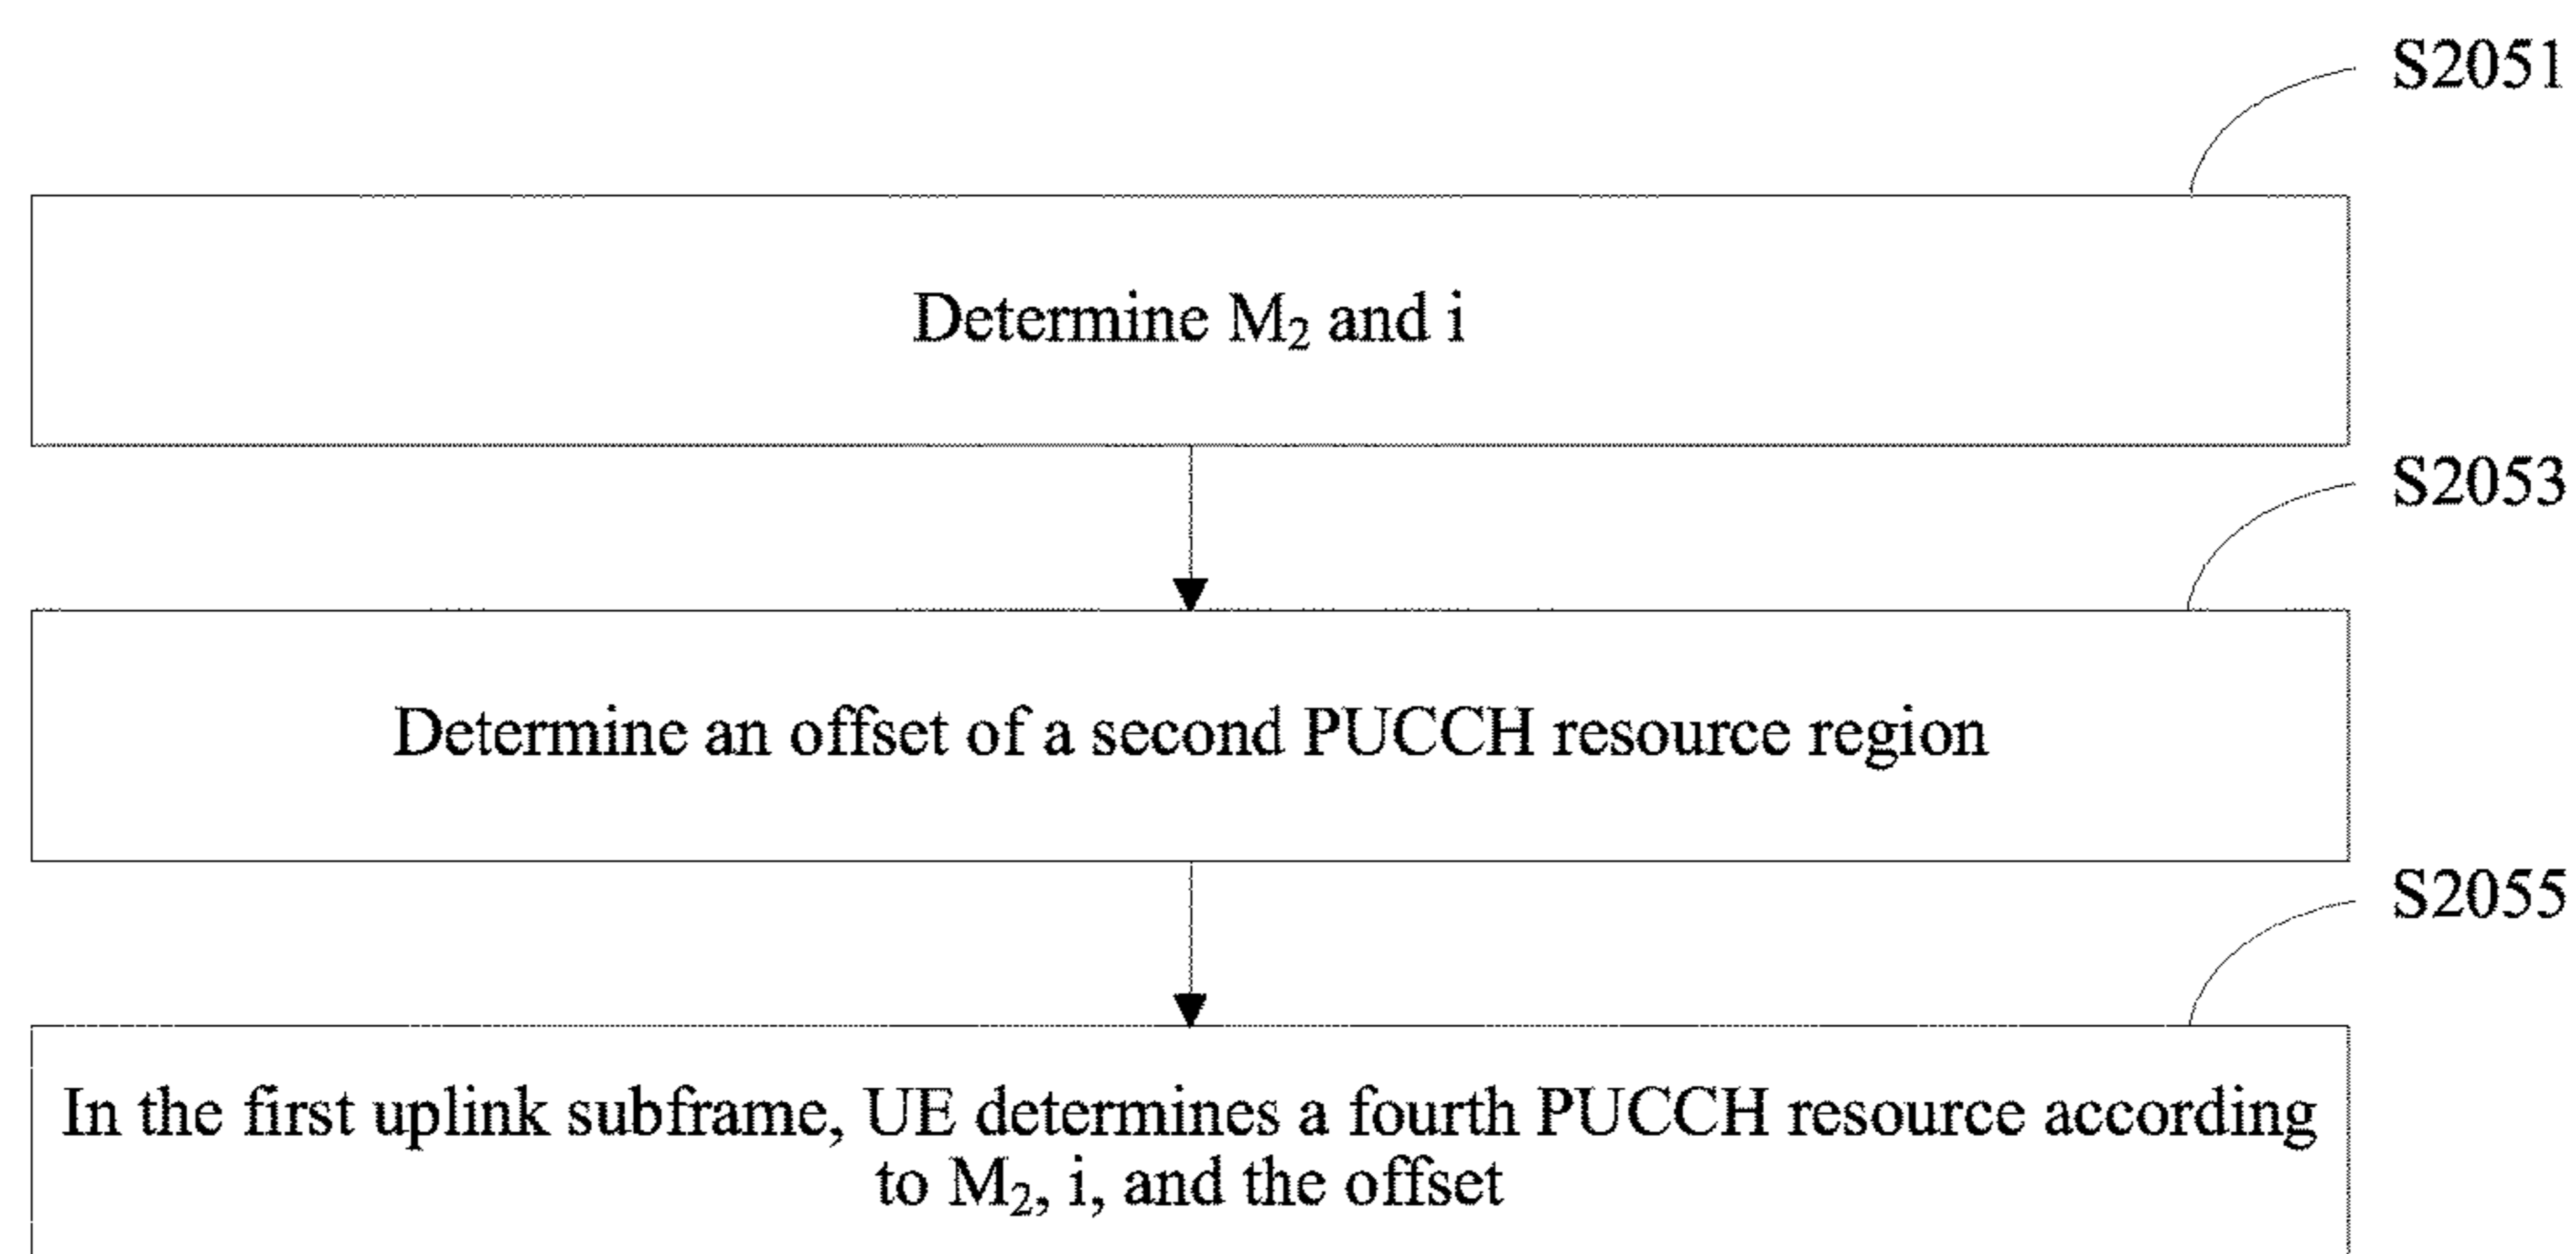 S2051
Determine M₂ and i
S2053
Determine an offset of a second PUCCH resource region
S2055
In the first uplink subframe, UE determines a fourth PUCCH resource according
to M₂, i, and the offset